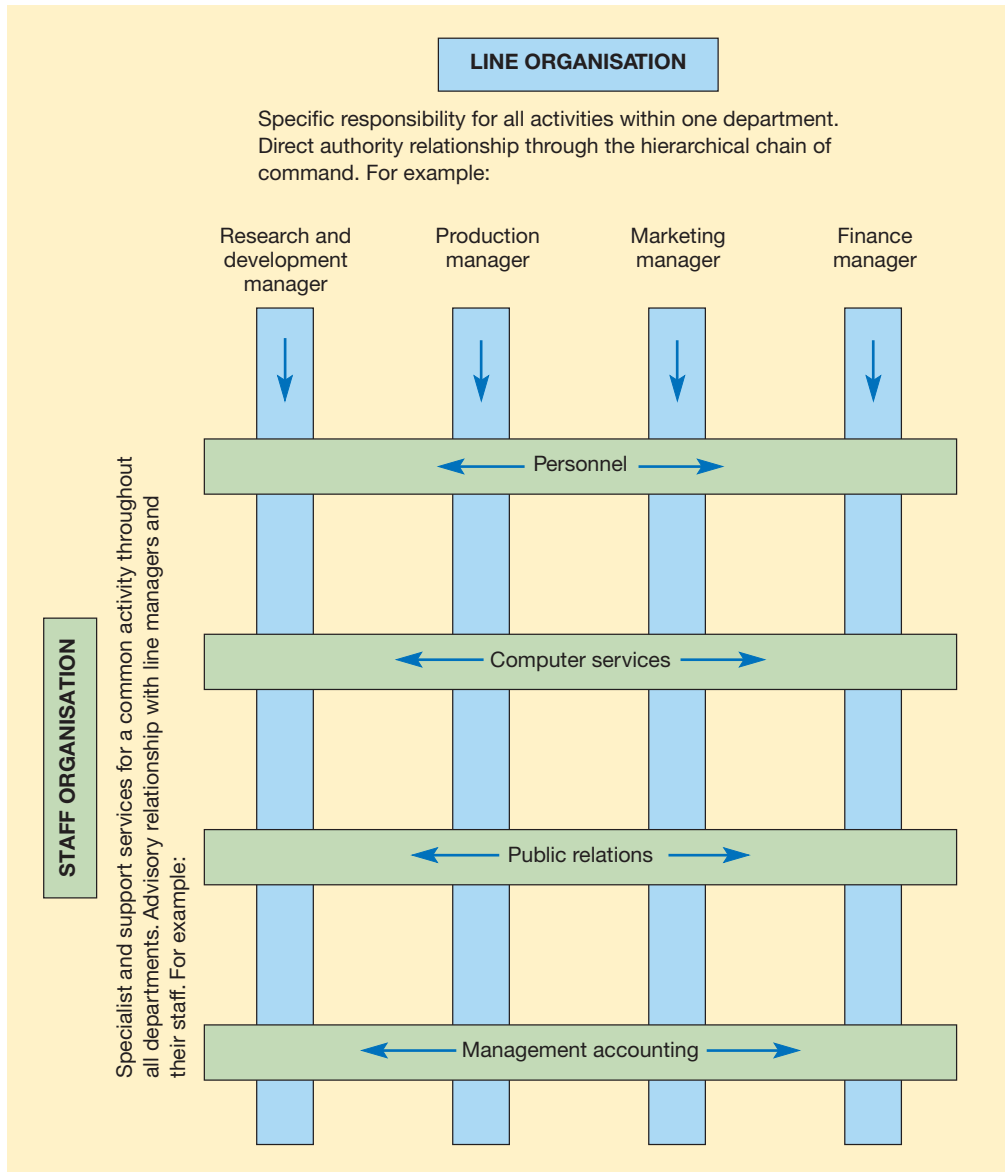 LINE ORGANISATION
Specific responsibility for all activities within one department.
Direct authority relationship through the hierarchical chain of
command. For example:
Research and
development
manager
Production
manager
Marketing
manager
Finance
manager
STAFF ORGANISATION
Specialist and support services for a common activity throughout
all departments. Advisory relationship with line managers and
their staff. For example:
Personnel
Computer services
Public relations
Management accounting